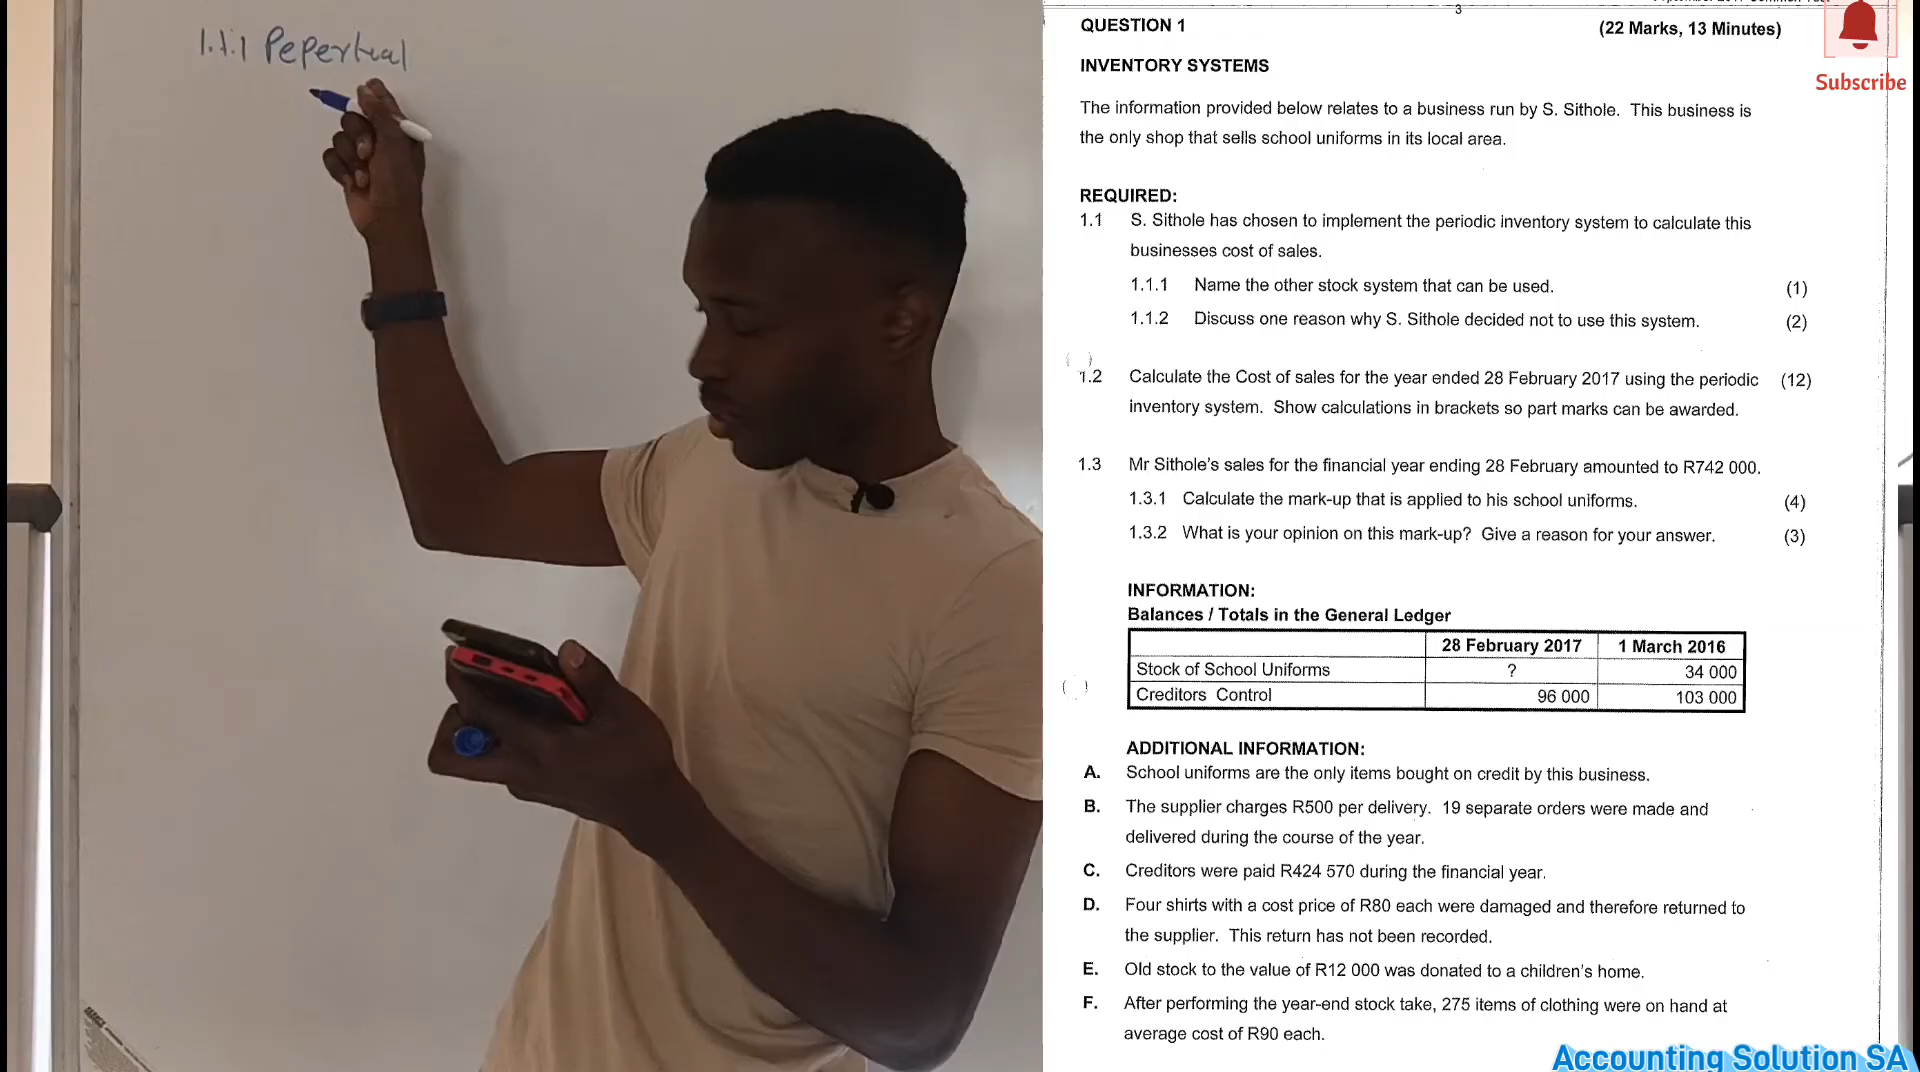 1.1.1 Pepertual
3
QUESTION 1
(22 Marks, 13 Minutes)
Subscribe
INVENTORY SYSTEMS
The information provided below relates to a business run by S. Sithole. This business is
the only shop that sells school uniforms in its local area.
REQUIRED:
1.1 S. Sithole has chosen to implement the periodic inventory system to calculate this
businesses cost of sales.
1.1.1 Name the other stock system that can be used. (1)
1.1.2 Discuss one reason why S. Sithole decided not to use this system. (2)
1.2 Calculate the Cost of sales for the year ended 28 February 2017 using the periodic (12)
inventory system. Show calculations in brackets so part marks can be awarded.
1.3 Mr Sithole's sales for the financial year ending 28 February amounted to R742 000.
1.3.1 Calculate the mark-up that is applied to his school uniforms. (4)
1.3.2 What is your opinion on this mark-up? Give a reason for your answer. (3)
INFORMATION:
Balances / Totals in the General Ledger
28 February 2017 1 March 2016
Stock of School Uniforms ? 34 000
Creditors Control 96 000 103 000
ADDITIONAL INFORMATION:
A. School uniforms are the only items bought on credit by this business.
B. The supplier charges R500 per delivery. 19 separate orders were made and
delivered during the course of the year.
C. Creditors were paid R424 570 during the financial year.
D. Four shirts with a cost price of R80 each were damaged and therefore returned to
the supplier. This return has not been recorded.
E. Old stock to the value of R12 000 was donated to a children's home.
F. After performing the year-end stock take, 275 items of clothing were on hand at
average cost of R90 each.
Accounting Solution SA